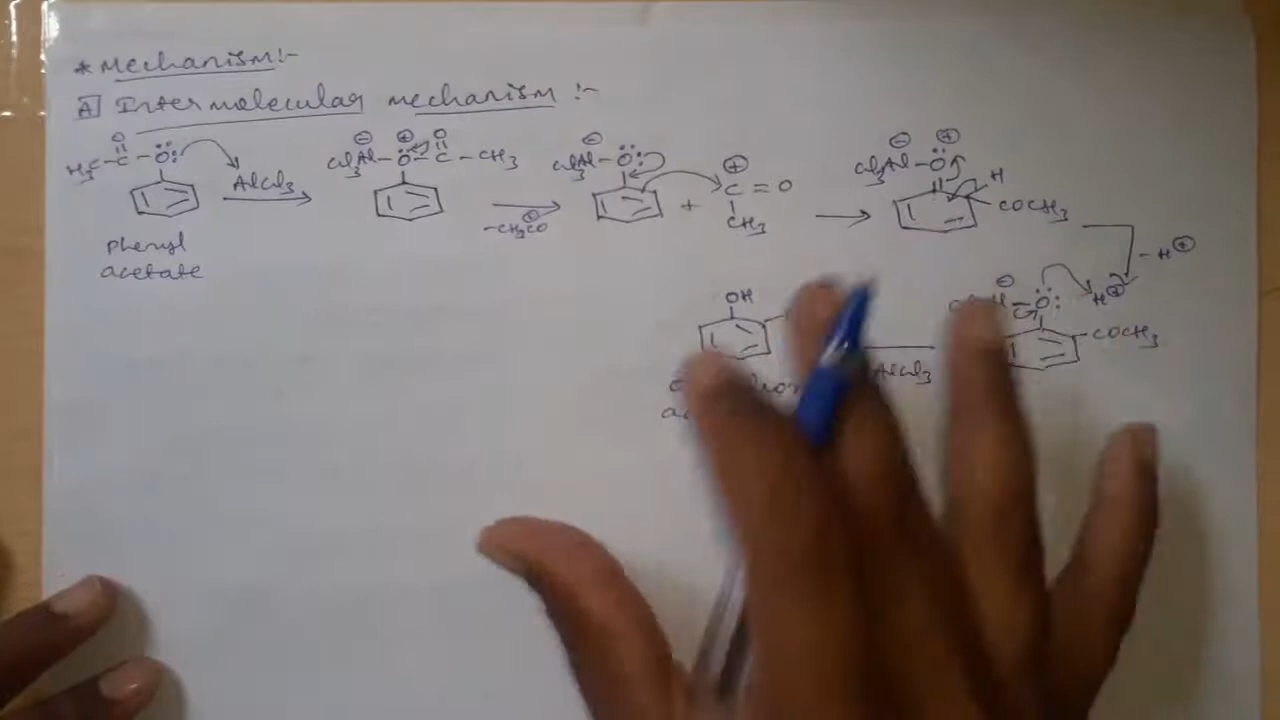 * Mechanism :-
A Intermolecular mechanism :-
H3C-C-Ö: O AlCl3
Cl3Al-O-C-CH3 ⊖ ⊕ O
-CH3CO⊕
Cl3Al-Ö: ⊖ + ⊕ C=O CH3
Cl3Al-Ö ⊖ ⊕ H COCH3
Phenyl
acetate
-H⊕
OH AlCl3 ⊖ Ö: H⊕ COCH3